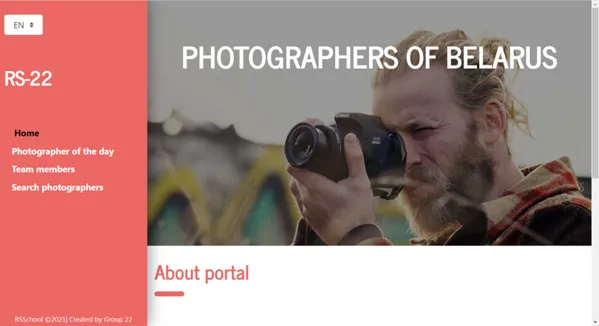 EN
RS-22
Home
Photographer of the day
Team members
Search photographers
RSSchool ©2021| Created by Group 22
PHOTOGRAPHERS OF BELARUS
About portal